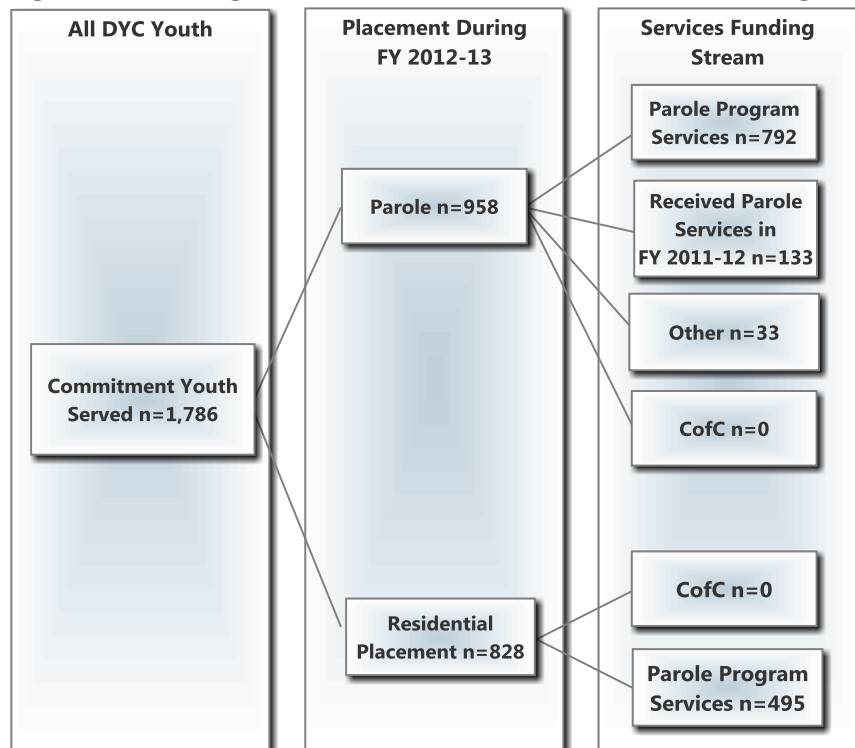 All DYC Youth
Commitment Youth
Served n=1,786
Placement During
FY 2012-13
Parole n=958
Residential
Placement n=828
Services Funding
Stream
Parole Program
Services n=792
Received Parole
Services in
FY 2011-12 n=133
Other n=33
CofC n=0
CofC n=0
Parole Program
Services n=495